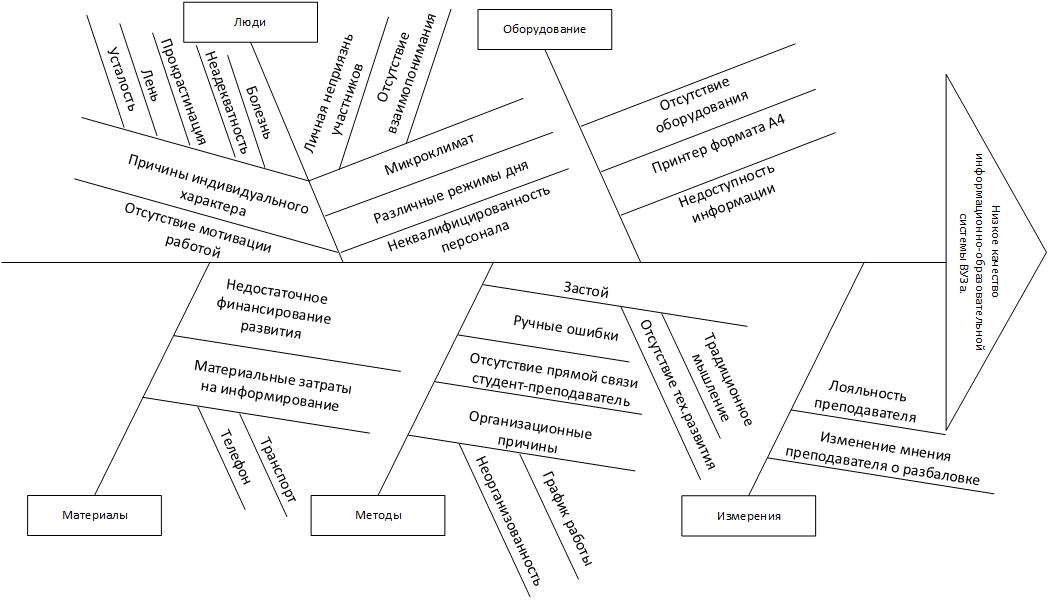 Люди
Оборудование
Усталость
Лень
Прокрастинация
Неадекватность
Болезнь
Личная неприязнь
участников
Отсутствие
взаимопонимания
Микроклимат
Различные режимы дня
Неквалифицированность
персонала
Причины индивидуального
характера
Отсутствие мотивации
работой
Отсутствие
оборудования
Принтер формата А4
Недоступность
информации
Низкое качество
информационно-образовательной
системы ВУЗа.
Недостаточное
финансирование
развития
Материальные затраты
на информирование
Телефон
Транспорт
Материалы
Застой
Ручные ошибки
Отсутствие прямой связи
студент-преподаватель
Организационные
причины
Отсутствие тех.развития
Традиционное
мышление
Неорганизованность
График работы
Методы
Лояльность
преподавателя
Изменение мнения
преподавателя о разбаловке
Измерения